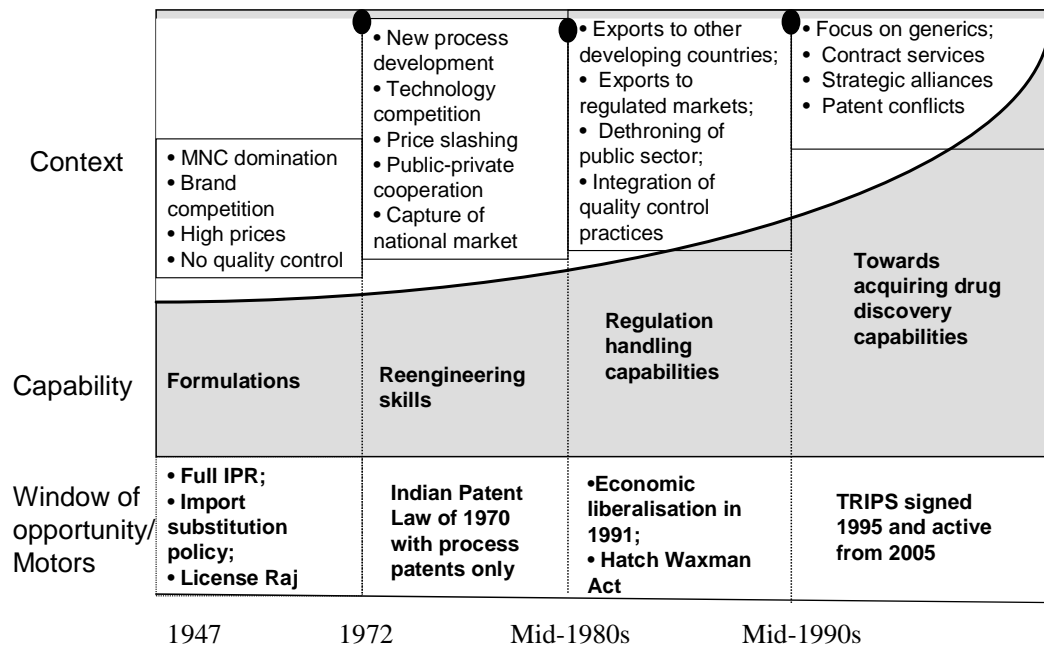 Context
• MNC domination
• Brand
competition
• High prices
• No quality control
• New process
development
• Technology
competition
• Price slashing
• Public-private
cooperation
• Capture of
national market
• Exports to other
developing countries;
• Exports to
regulated markets;
• Dethroning of
public sector;
• Integration of
quality control
practices
• Focus on generics;
• Contract services
• Strategic alliances
• Patent conflicts
Capability
Formulations
Reengineering
skills
Regulation
handling
capabilities
Towards
acquiring drug
discovery
capabilities
Window of
opportunity/
Motors
• Full IPR;
• Import
substitution
policy;
• License Raj
Indian Patent
Law of 1970
with process
patents only
•Economic
liberalisation in
1991;
• Hatch Waxman
Act
TRIPS signed
1995 and active
from 2005
1947
1972
Mid-1980s
Mid-1990s